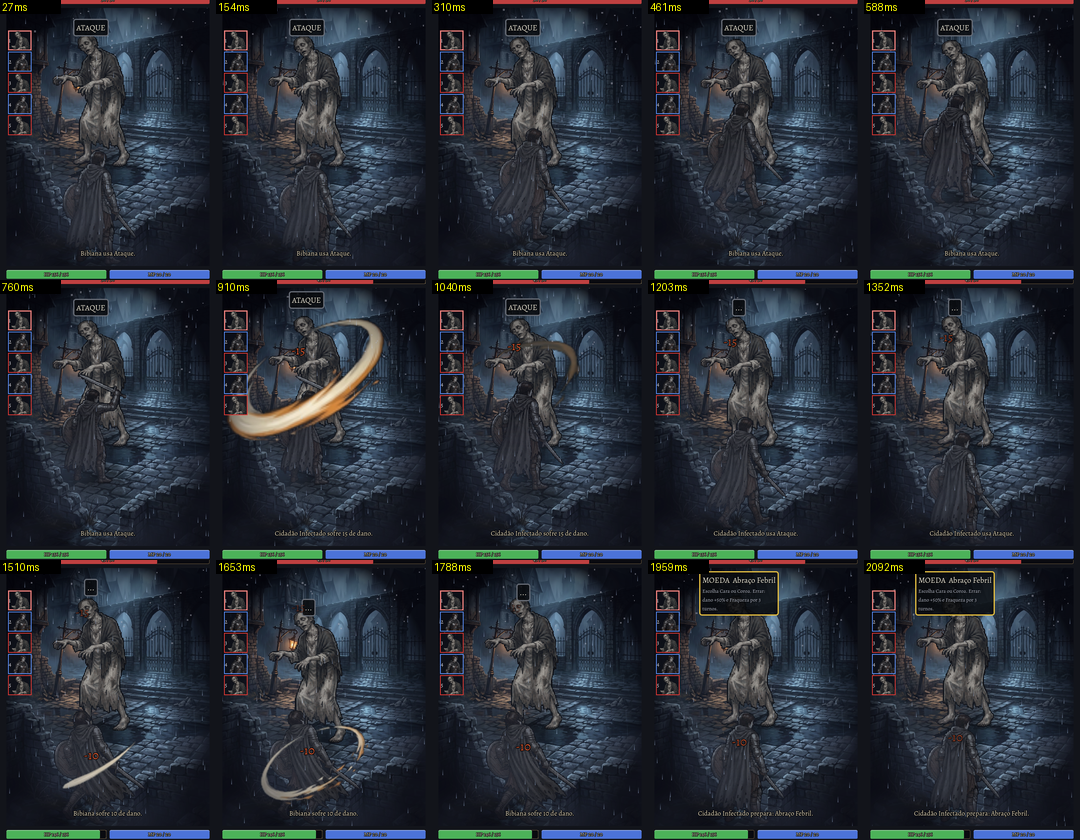 27ms
ATAQUE
Bibiana usa Ataque.
154ms
ATAQUE
Bibiana usa Ataque.
310ms
ATAQUE
Bibiana usa Ataque.
461ms
ATAQUE
Bibiana usa Ataque.
588ms
ATAQUE
Bibiana usa Ataque.
760ms
ATAQUE
Bibiana usa Ataque.
910ms
ATAQUE
-15
Cidadão Infectado sofre 15 de dano.
1040ms
ATAQUE
-15
Cidadão Infectado sofre 15 de dano.
1203ms
...
-15
Cidadão Infectado usa Ataque.
1352ms
...
Cidadão Infectado usa Ataque.
1510ms
...
-10
Bibiana sofre 10 de dano.
1653ms
...
-10
Bibiana sofre 10 de dano.
1788ms
...
-10
Bibiana sofre 10 de dano.
1959ms
MOEDA Abraço Febril
Escolha Cara ou Coroa. Errar:
dano +50% e Fraqueza por 2
turnos.
-10
Cidadão Infectado prepara: Abraço Febril.
2092ms
MOEDA Abraço Febril
Escolha Cara ou Coroa. Errar:
dano +50% e Fraqueza por 2
turnos.
-10
Cidadão Infectado prepara: Abraço Febril.